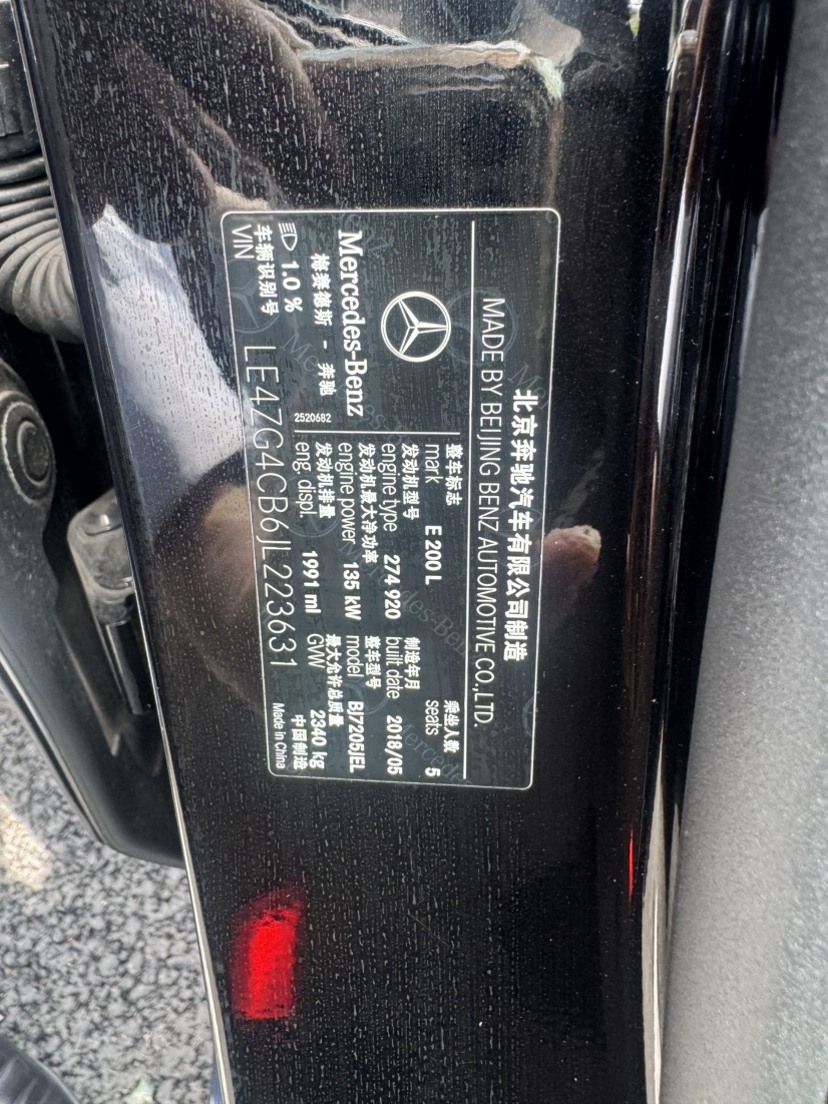 北京奔驰汽车有限公司制造
MADE BY BEIJING BENZ AUTOMOTIVE CO.,LTD.
Mercedes-Benz
梅赛德斯 - 奔驰
2520682
1.0 %
整车标志
mark E 200 L
乘坐人数
seats 5
发动机型号
engine type 274 920
制造年月
built date 2018/05
发动机最大净功率
engine power 135 kW
整车型号
model BJ7205JEL
发动机排量
eng. displ. 1991 ml
最大允许总质量
GVW 2340 kg
车辆识别号
VIN LE4ZG4CB6JL223631
中国制造
Made in China